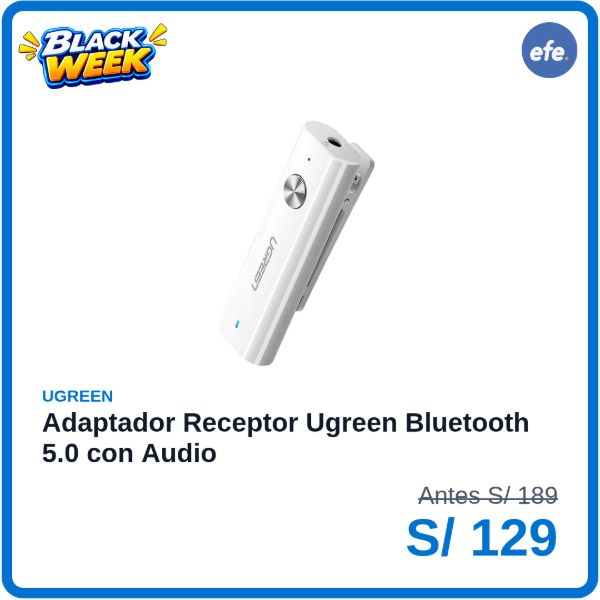 BLACK
WEEK
efe.
UGREEN
UGREEN
Adaptador Receptor Ugreen Bluetooth
5.0 con Audio
Antes S/ 189
S/ 129